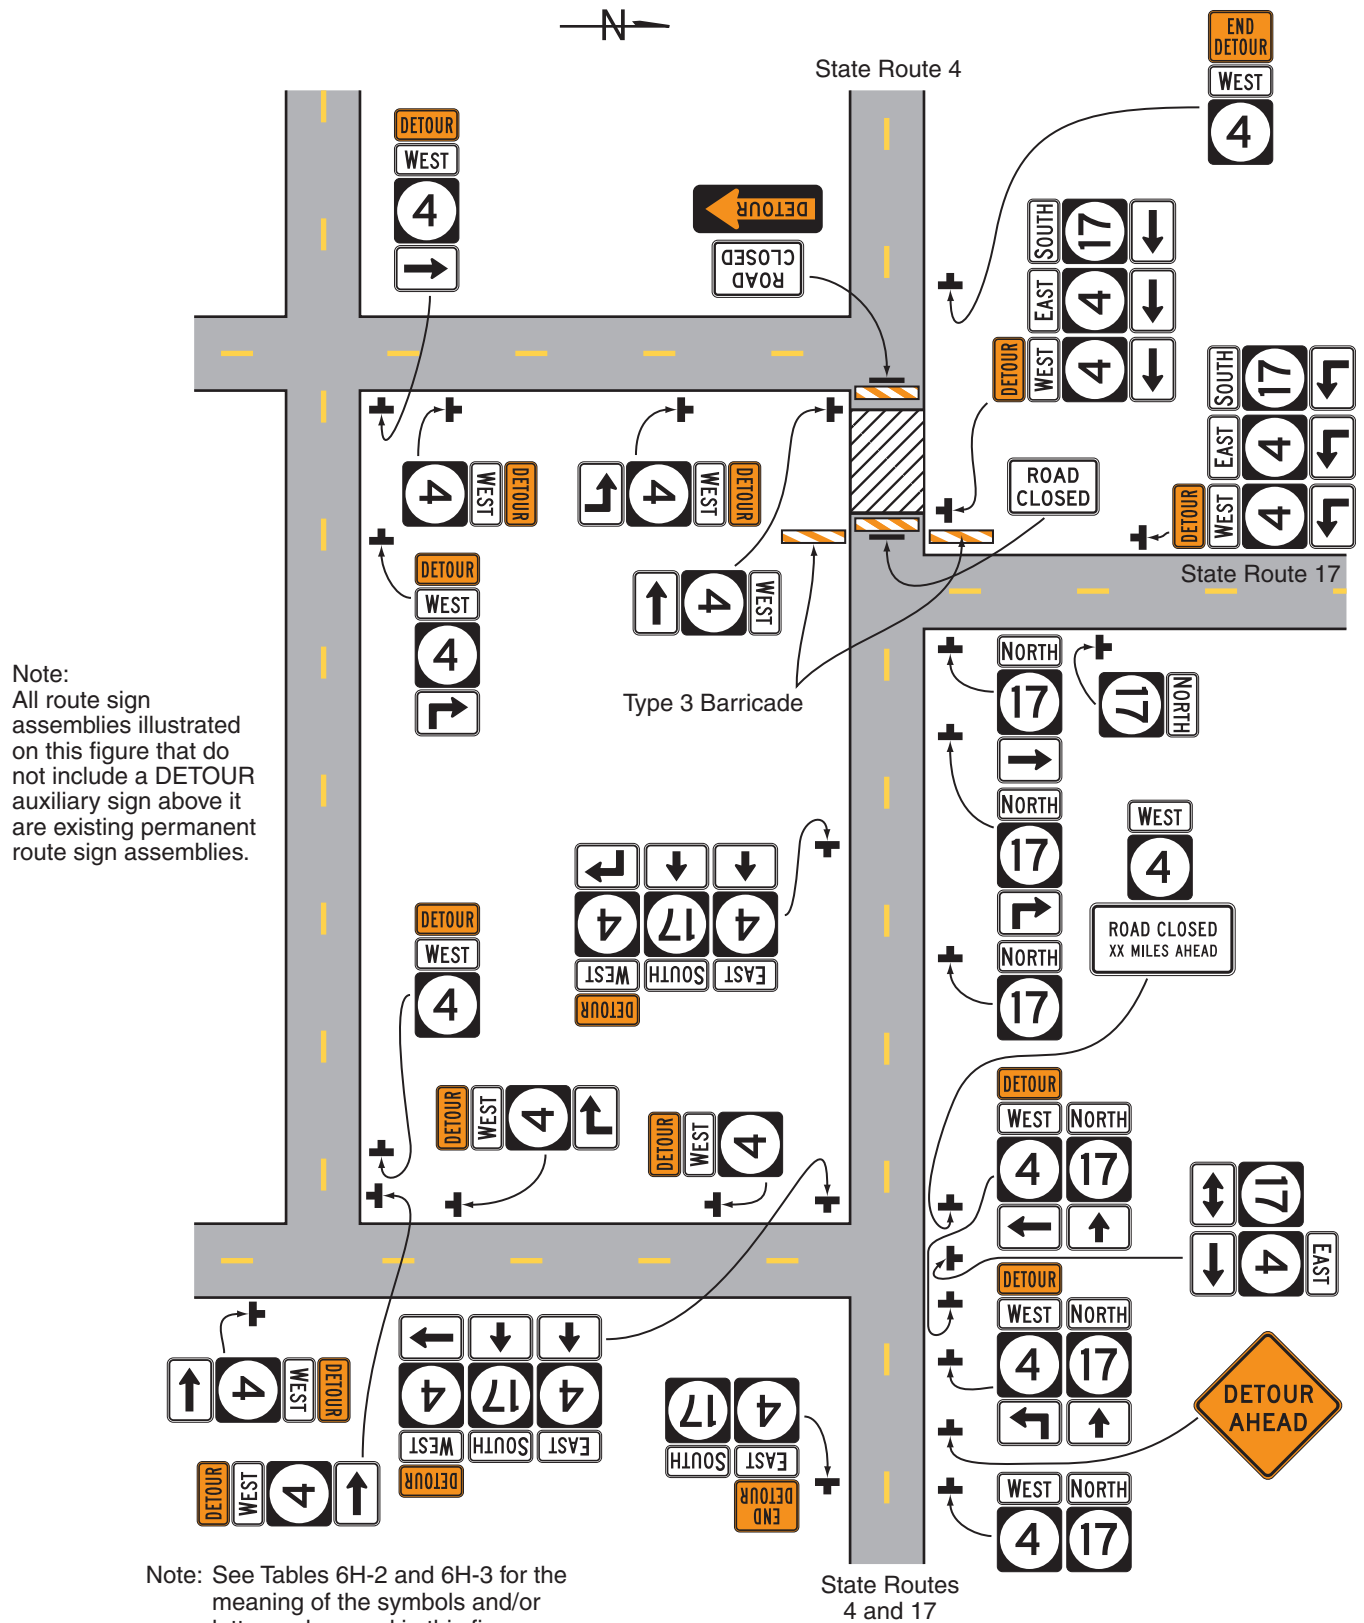 N
State Route 4
END
DETOUR
WEST
4
DETOUR
WEST
4
DETOUR
ROAD
CLOSED
SOUTH
17
EAST
4
DETOUR
WEST
4
SOUTH
17
EAST
4
DETOUR
WEST
4
DETOUR
WEST
4
DETOUR
WEST
4
ROAD
CLOSED
State Route 17
DETOUR
WEST
4
WEST
4
NORTH
17
NORTH
17
Type 3 Barricade
Note:
All route sign
assemblies illustrated
on this figure that do
not include a DETOUR
auxiliary sign above it
are existing permanent
route sign assemblies.
NORTH
17
WEST
4
ROAD CLOSED
XX MILES AHEAD
NORTH
17
DETOUR
WEST
4
EAST
4
SOUTH
17
DETOUR
WEST
4
DETOUR
WEST
4
DETOUR
WEST
4
DETOUR
WEST NORTH
4 17
17
EAST
4
DETOUR
WEST NORTH
4 17
DETOUR
AHEAD
DETOUR
WEST
4
EAST
4
SOUTH
17
DETOUR
WEST
4
END
DETOUR
EAST
4
SOUTH
17
DETOUR
WEST
4
WEST NORTH
4 17
Note: See Tables 6H-2 and 6H-3 for the
meaning of the symbols and/or
State Routes
4 and 17